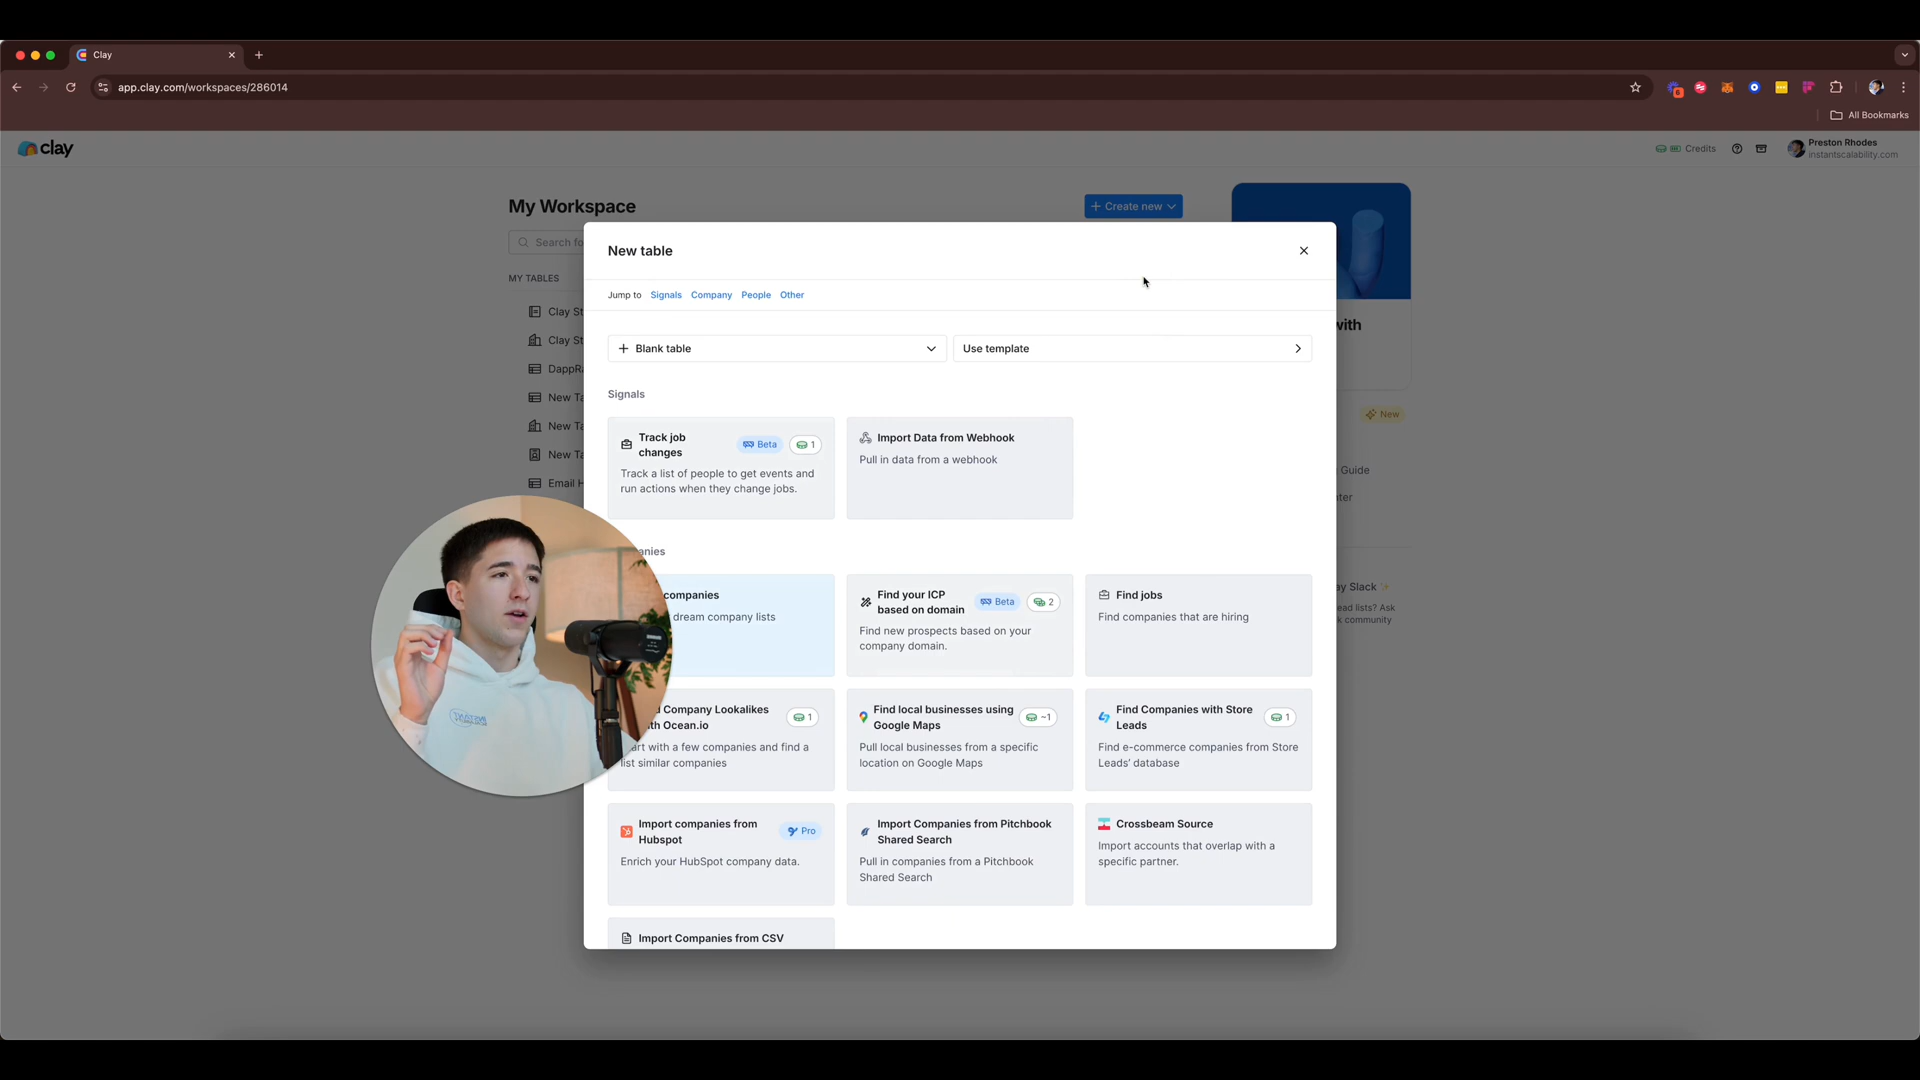 Clay
app.clay.com/workspaces/286014
All Bookmarks
clay
Credits
Preston Rhodes
instantscalability.com
My Workspace
+ Create new
Search fo
MY TABLES
Clay St
Clay St
DappRa
New Ta
New Ta
New Ta
Email H
with
New
Guide
nter
ay Slack
ead lists? Ask
k community
New table
Jump to Signals Company People Other
+ Blank table
Use template
Signals
Track job
changes
Beta
1
Track a list of people to get events and
run actions when they change jobs.
Import Data from Webhook
Pull in data from a webhook
anies
companies
dream company lists
Find your ICP
based on domain
Beta
2
Find new prospects based on your
company domain.
Find jobs
Find companies that are hiring
d Company Lookalikes
th Ocean.io
1
art with a few companies and find a
list similar companies
Find local businesses using
Google Maps
~1
Pull local businesses from a specific
location on Google Maps
Find Companies with Store
Leads
1
Find e-commerce companies from Store
Leads' database
Import companies from
Hubspot
Pro
Enrich your HubSpot company data.
Import Companies from Pitchbook
Shared Search
Pull in companies from a Pitchbook
Shared Search
Crossbeam Source
Import accounts that overlap with a
specific partner.
Import Companies from CSV